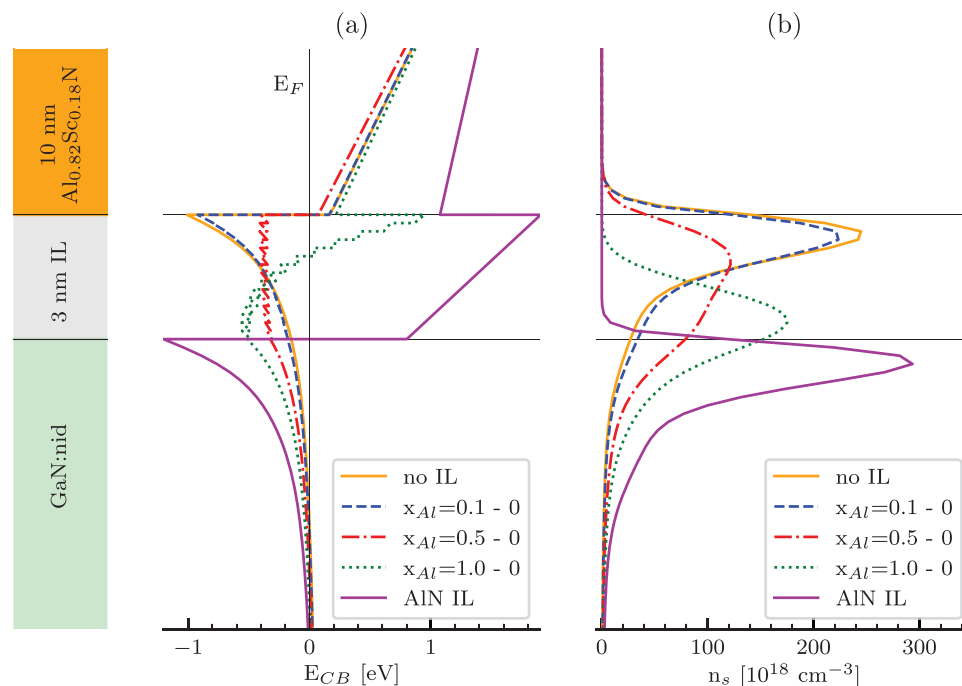 (a)
(b)
10 nm
Al0.82Sc0.18N
3 nm IL
GaN:nid
E_F
no IL
x_Al=0.1 - 0
x_Al=0.5 - 0
x_Al=1.0 - 0
AlN IL
−1
0
1
E_CB [eV]
no IL
x_Al=0.1 - 0
x_Al=0.5 - 0
x_Al=1.0 - 0
AlN IL
0
100
200
300
n_s [10^18 cm^−3]